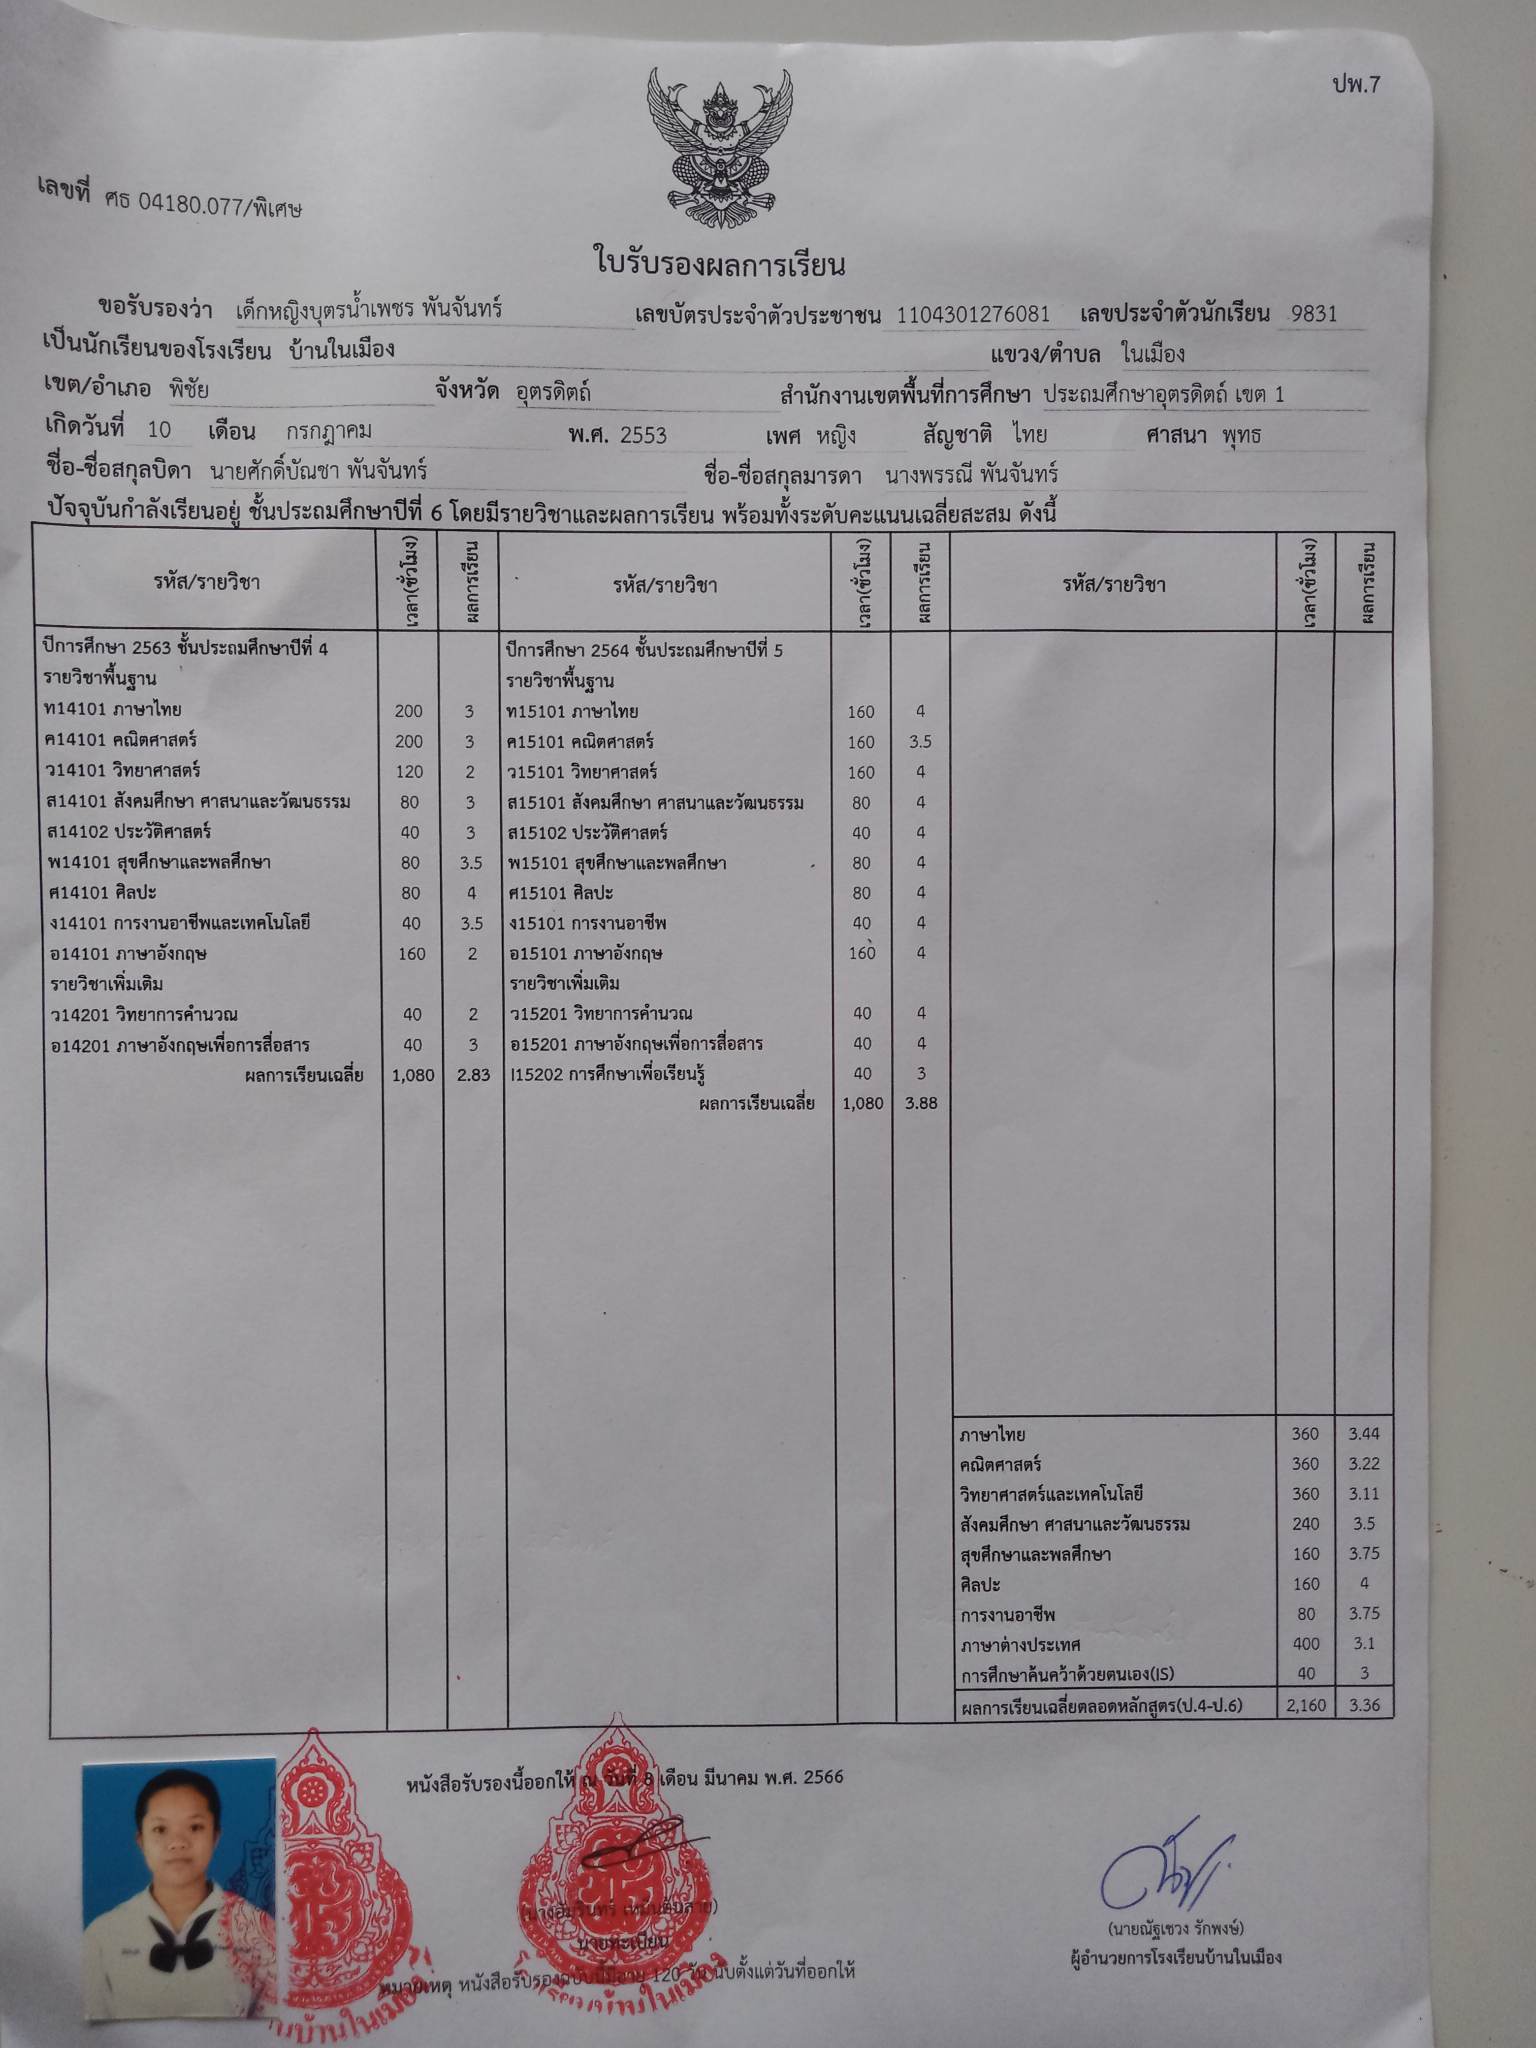 ปพ.7
เลขที่ ศธ 04180.077/พิเศษ
ใบรับรองผลการเรียน
ขอรับรองว่า เด็กหญิงบุตรน้ำเพชร พันจันทร์ เลขบัตรประจำตัวประชาชน 1104301276081 เลขประจำตัวนักเรียน 9831
เป็นนักเรียนของโรงเรียน บ้านในเมือง แขวง/ตำบล ในเมือง
เขต/อำเภอ พิชัย จังหวัด อุตรดิตถ์ สำนักงานเขตพื้นที่การศึกษา ประถมศึกษาอุตรดิตถ์ เขต 1
เกิดวันที่ 10 เดือน กรกฎาคม พ.ศ. 2553 เพศ หญิง สัญชาติ ไทย ศาสนา พุทธ
ชื่อ-ชื่อสกุลบิดา นายศักดิ์บัณชา พันจันทร์ ชื่อ-ชื่อสกุลมารดา นางพรรณี พันจันทร์
ปัจจุบันกำลังเรียนอยู่ ชั้นประถมศึกษาปีที่ 6 โดยมีรายวิชาและผลการเรียน พร้อมทั้งระดับคะแนนเฉลี่ยสะสม ดังนี้
รหัส/รายวิชา เวลา(ชั่วโมง) ผลการเรียน รหัส/รายวิชา เวลา(ชั่วโมง) ผลการเรียน รหัส/รายวิชา เวลา(ชั่วโมง) ผลการเรียน
ปีการศึกษา 2563 ชั้นประถมศึกษาปีที่ 4 ปีการศึกษา 2564 ชั้นประถมศึกษาปีที่ 5
รายวิชาพื้นฐาน รายวิชาพื้นฐาน
ท14101 ภาษาไทย 200 3 ท15101 ภาษาไทย 160 4
ค14101 คณิตศาสตร์ 200 3 ค15101 คณิตศาสตร์ 160 3.5
ว14101 วิทยาศาสตร์ 120 2 ว15101 วิทยาศาสตร์ 160 4
ส14101 สังคมศึกษา ศาสนาและวัฒนธรรม 80 3 ส15101 สังคมศึกษา ศาสนาและวัฒนธรรม 80 4
ส14102 ประวัติศาสตร์ 40 3 ส15102 ประวัติศาสตร์ 40 4
พ14101 สุขศึกษาและพลศึกษา 80 3.5 พ15101 สุขศึกษาและพลศึกษา 80 4
ศ14101 ศิลปะ 80 4 ศ15101 ศิลปะ 80 4
ง14101 การงานอาชีพและเทคโนโลยี 40 3.5 ง15101 การงานอาชีพ 40 4
อ14101 ภาษาอังกฤษ 160 2 อ15101 ภาษาอังกฤษ 160 4
รายวิชาเพิ่มเติม รายวิชาเพิ่มเติม
ว14201 วิทยาการคำนวณ 40 2 ว15201 วิทยาการคำนวณ 40 4
อ14201 ภาษาอังกฤษเพื่อการสื่อสาร 40 3 อ15201 ภาษาอังกฤษเพื่อการสื่อสาร 40 4
ผลการเรียนเฉลี่ย 1,080 2.83 I15202 การศึกษาเพื่อเรียนรู้ 40 3
ผลการเรียนเฉลี่ย 1,080 3.88
ภาษาไทย 360 3.44
คณิตศาสตร์ 360 3.22
วิทยาศาสตร์และเทคโนโลยี 360 3.11
สังคมศึกษา ศาสนาและวัฒนธรรม 240 3.5
สุขศึกษาและพลศึกษา 160 3.75
ศิลปะ 160 4
การงานอาชีพ 80 3.75
ภาษาต่างประเทศ 400 3.1
การศึกษาค้นคว้าด้วยตนเอง(IS) 40 3
ผลการเรียนเฉลี่ยตลอดหลักสูตร(ป.4-ป.6) 2,160 3.36
หนังสือรับรองนี้ออกให้ ณ วันที่ 8 เดือน มีนาคม พ.ศ. 2566
นายทะเบียน
(นายณัฐเชวง รักพงษ์)
ผู้อำนวยการโรงเรียนบ้านในเมือง
หมายเหตุ หนังสือรับรองฉบับนี้มีอายุ 120 วัน นับตั้งแต่วันที่ออกให้
โรงเรียนบ้านในเมือง